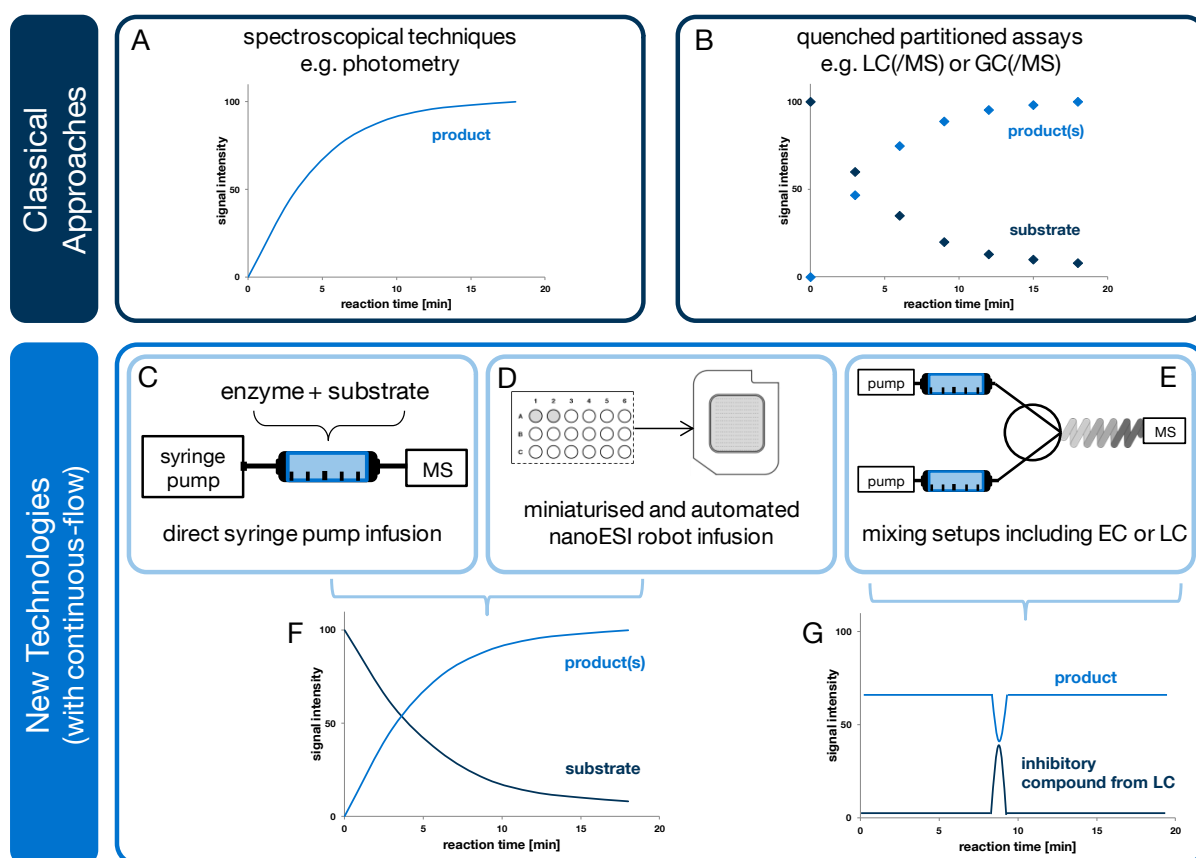 Classical
Approaches
A
spectroscopical techniques
e.g. photometry
signal intensity
100
50
0
product
0
5
10
15
20
reaction time [min]
B
quenched partitioned assays
e.g. LC(/MS) or GC(/MS)
signal intensity
100
50
0
product(s)
substrate
0
5
10
15
20
reaction time [min]
New Technologies
(with continuous-flow)
C
enzyme + substrate
syringe
pump
MS
direct syringe pump infusion
D
1 2 3 4 5 6
A
B
C
miniaturised and automated
nanoESI robot infusion
E
pump
pump
MS
mixing setups including EC or LC
F
signal intensity
100
50
0
product(s)
substrate
0
5
10
15
20
reaction time [min]
G
signal intensity
100
50
0
product
inhibitory
compound from LC
0
5
10
15
20
reaction time [min]